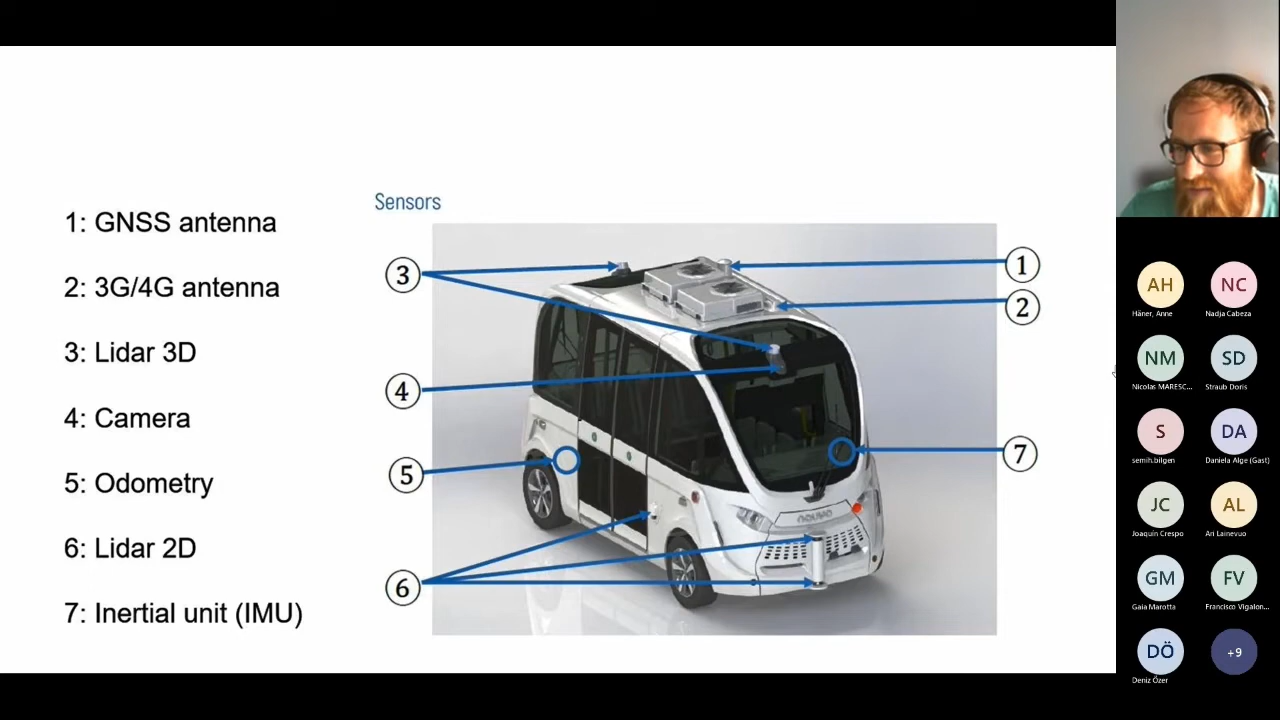 Sensors
1: GNSS antenna
2: 3G/4G antenna
3: Lidar 3D
4: Camera
5: Odometry
6: Lidar 2D
7: Inertial unit (IMU)
3
4
5
6
1
2
7
AH
NC
Häner, Anne
Nadja Cabeza
NM
SD
Nicolas MARESC...
Straub Doris
S
DA
semih.bilgen
Daniela Alge (Gast)
JC
AL
Joaquín Crespo
Ari Lainevuo
GM
FV
Gaia Marotta
Francisco Vigalon...
DÖ
+9
Deniz Özer